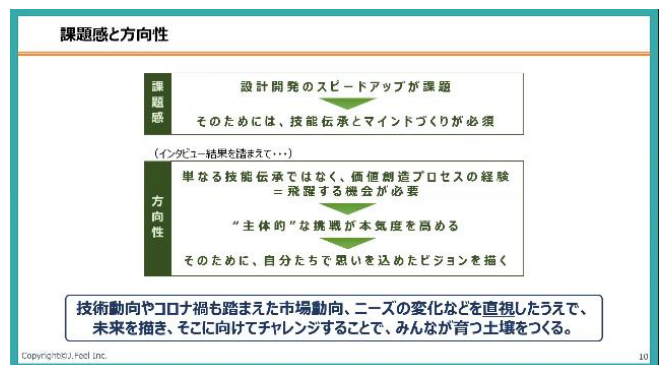 課題感と方向性
課題感
設計開発のスピードアップが課題
そのためには、技能伝承とマインドづくりが必須
（インタビュー結果を踏まえて・・・）
方向性
単なる技能伝承ではなく、価値創造プロセスの経験
＝飛躍する機会が必要
“主体的”な挑戦が本気度を高める
そのために、自分たちで思いを込めたビジョンを描く
技術動向やコロナ禍も踏まえた市場動向、ニーズの変化などを直視したうえで、
未来を描き、そこに向けてチャレンジすることで、みんなが育つ土壌をつくる。
Copyright©J.Feel Inc.
10